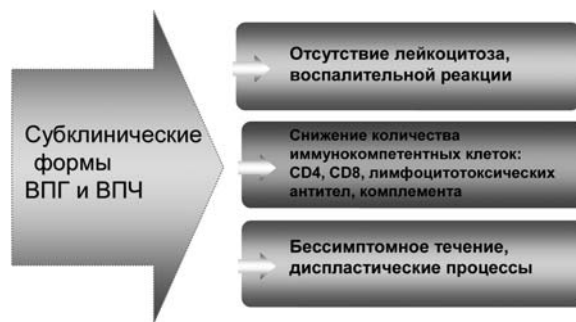 Субклинические
формы
ВПГ и ВПЧ
Отсутствие лейкоцитоза,
воспалительной реакции
Снижение количества
иммунокомпетентных клеток:
CD4, CD8, лимфоцитотоксических
антител, комплемента
Бессимптомное течение,
диспластические процессы